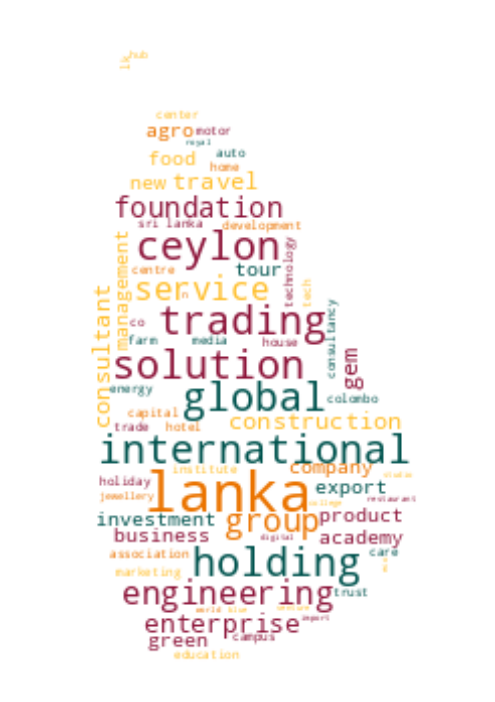 hub
lk
center
agro motor
royal
food auto
home
new travel
foundation
sri lanka development
ceylon
management
centre tour
technology
service
n
tech
trading
consultancy
consultant
co
farm media house
solution
gem
energy
global colombo
capital
construction
trade hotel
international
institute company
studio
holiday
lanka export
jewellery restaurant
college
investment group product
business digital academy
association care
holding
marketing
engineering trust
world blue venture
enterprise import
green campus
education